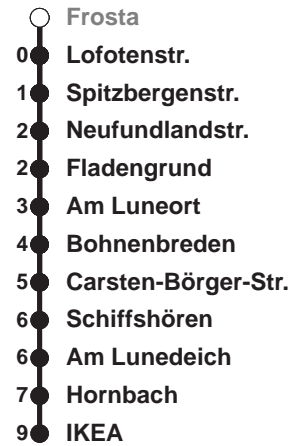 Frosta
0 Lofotenstr.
1 Spitzbergenstr.
2 Neufundlandstr.
2 Fladengrund
3 Am Luneort
4 Bohnenbreden
5 Carsten-Börger-Str.
6 Schiffshören
6 Am Lunedeich
7 Hornbach
9 IKEA